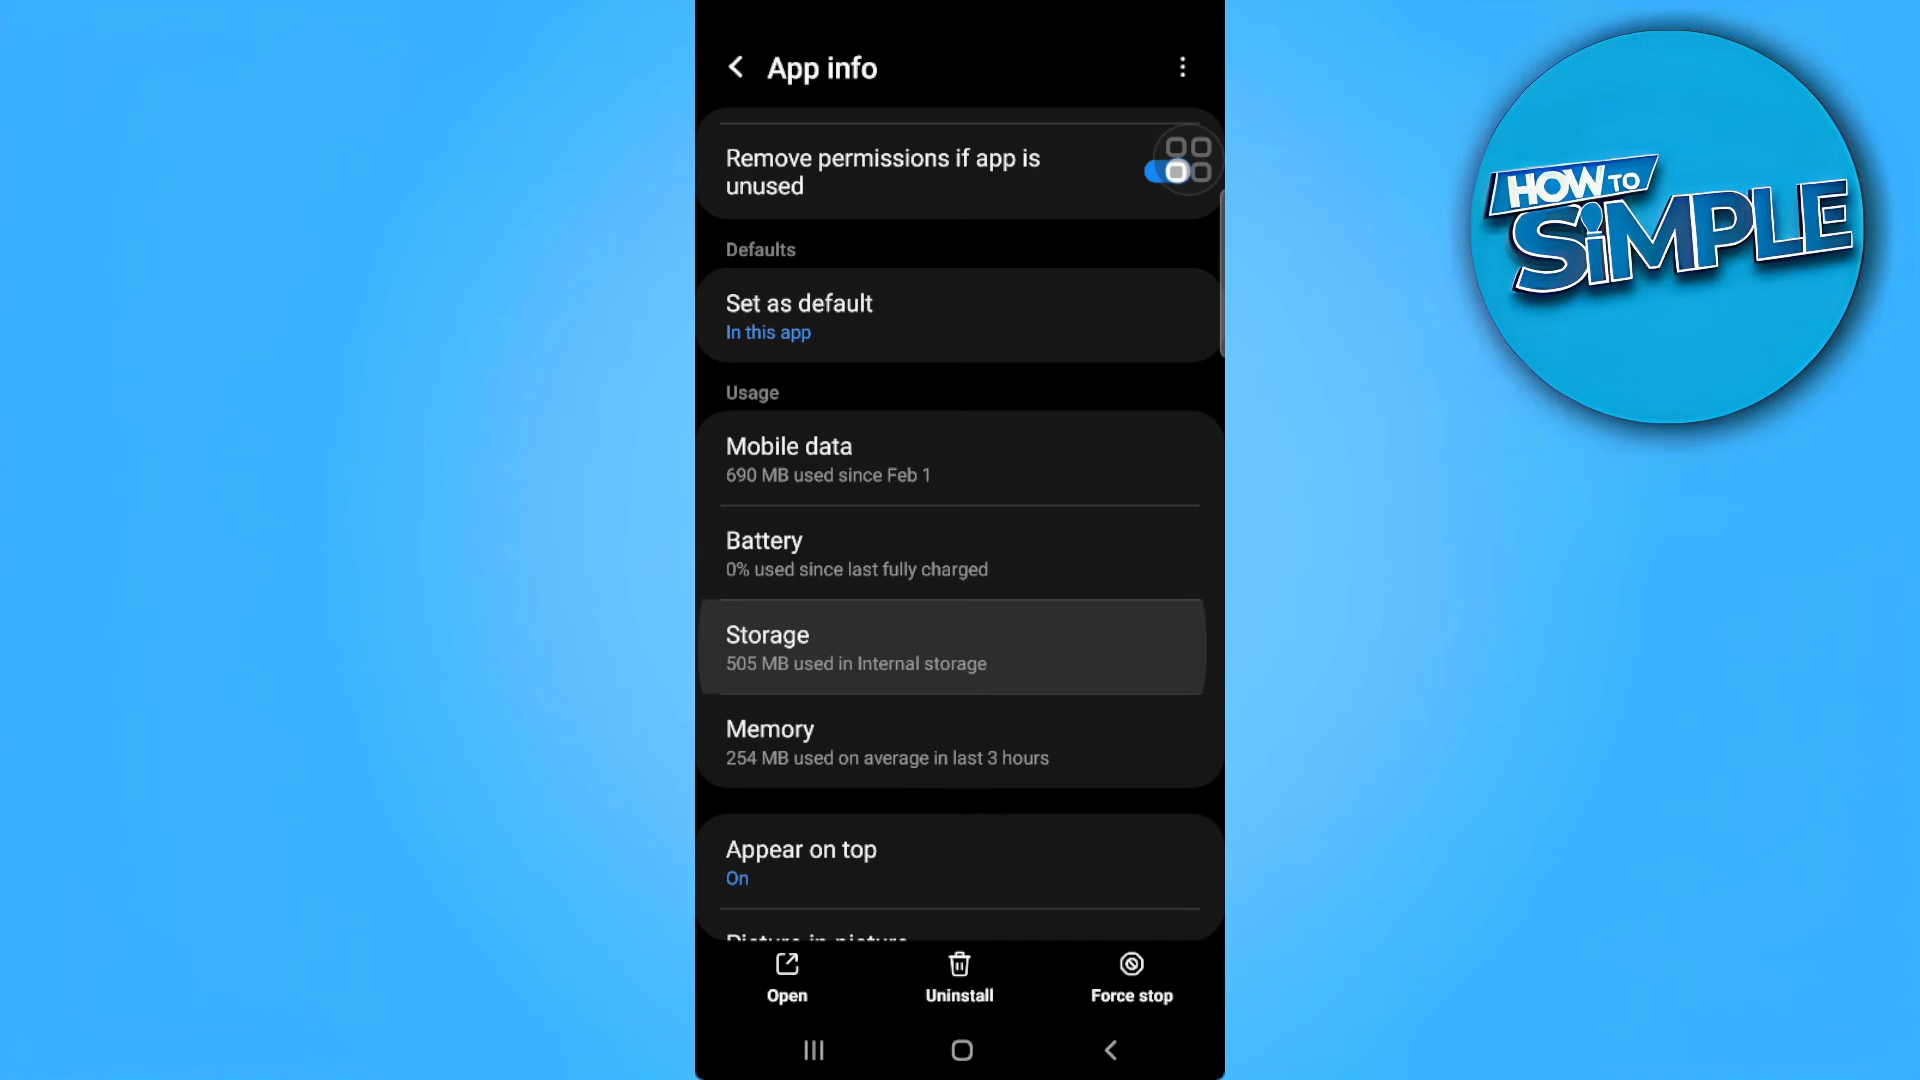 App info
Remove permissions if app is
unused
Defaults
Set as default
In this app
Usage
Mobile data
690 MB used since Feb 1
Battery
0% used since last fully charged
Storage
505 MB used in Internal storage
Memory
254 MB used on average in last 3 hours
Appear on top
On
Picture in picture
Open
Uninstall
Force stop
HOW TO
SiMPLE